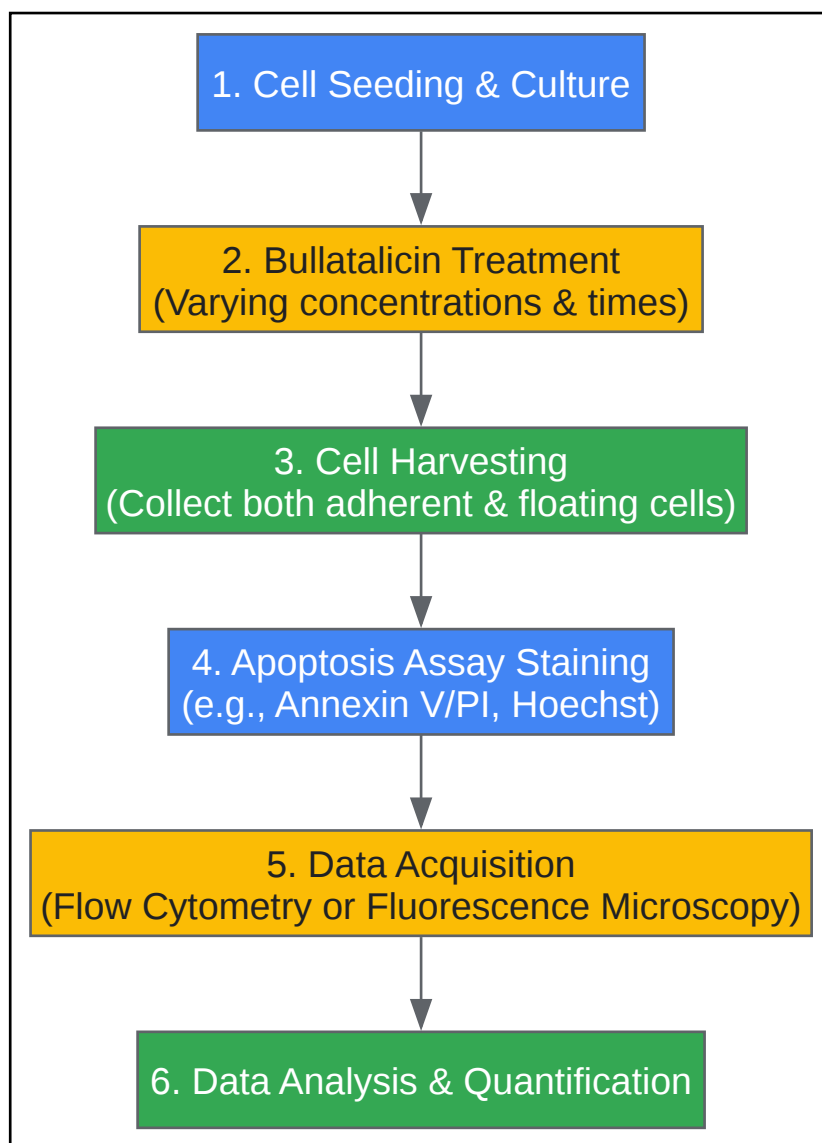 1. Cell Seeding & Culture
2. Bullatalicin Treatment
(Varying concentrations & times)
3. Cell Harvesting
(Collect both adherent & floating cells)
4. Apoptosis Assay Staining
(e.g., Annexin V/PI, Hoechst)
5. Data Acquisition
(Flow Cytometry or Fluorescence Microscopy)
6. Data Analysis & Quantification